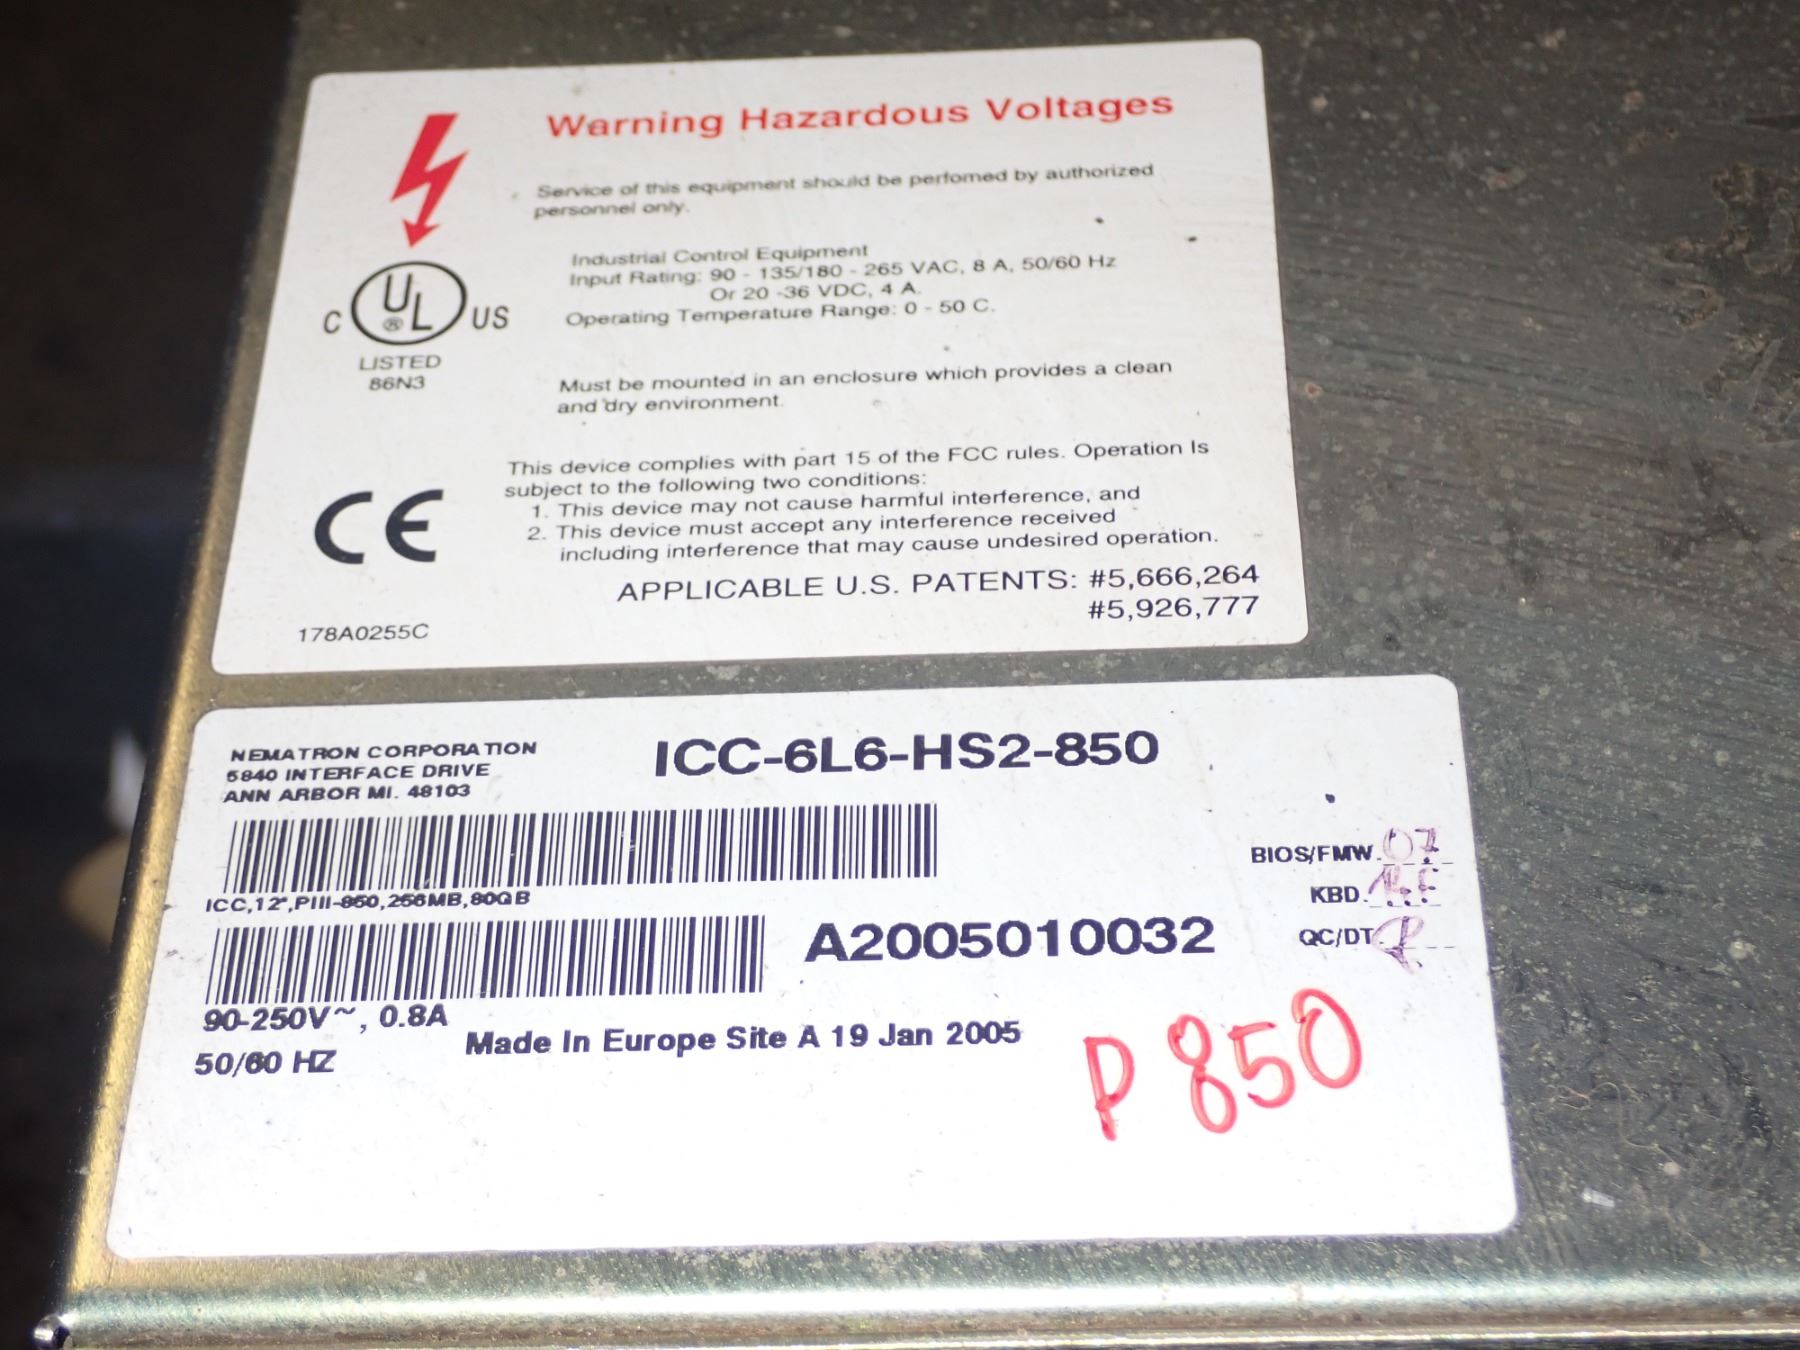 Warning Hazardous Voltages
Service of this equipment should be perfomed by authorized
personnel only.
Industrial Control Equipment
Input Rating: 90 - 135/180 - 265 VAC, 8 A, 50/60 Hz
Or 20 -36 VDC, 4 A.
Operating Temperature Range: 0 - 50 C.
C UL ® US
LISTED
86N3
Must be mounted in an enclosure which provides a clean
and dry environment.
This device complies with part 15 of the FCC rules. Operation Is
subject to the following two conditions:
1. This device may not cause harmful interference, and
2. This device must accept any interference received
including interference that may cause undesired operation.
CE
APPLICABLE U.S. PATENTS: #5,666,264
#5,926,777
178A0255C
NEMATRON CORPORATION
5840 INTERFACE DRIVE
ANN ARBOR MI. 48103
ICC-6L6-HS2-850
ICC,12",PIII-850,256MB,80GB
BIOS/FMW. 07
KBD.
QC/DT.
A2005010032
90-250V~, 0.8A
50/60 HZ
Made In Europe Site A 19 Jan 2005
P 850